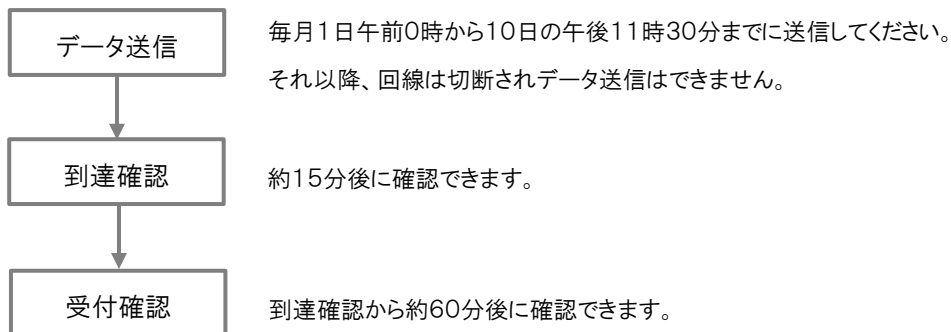 データ送信
毎月1日午前0時から10日の午後11時30分までに送信してください。
それ以降、回線は切断されデータ送信はできません。
到達確認
約15分後に確認できます。
受付確認
到達確認から約60分後に確認できます。